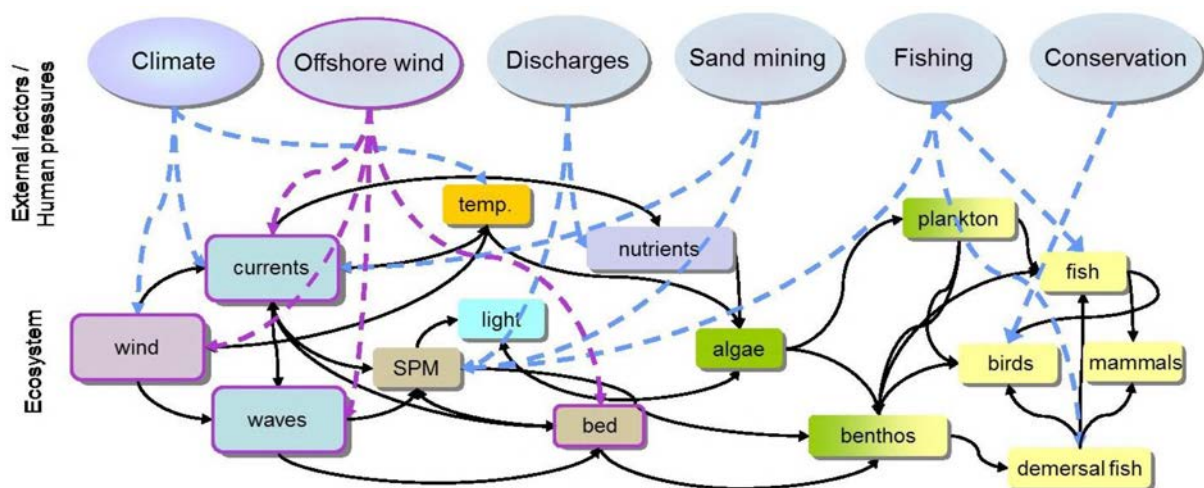 External factors /
Human pressures
Climate
Offshore wind
Discharges
Sand mining
Fishing
Conservation
Ecosystem
temp.
plankton
nutrients
currents
fish
light
wind
algae
SPM
birds
mammals
waves
bed
benthos
demersal fish